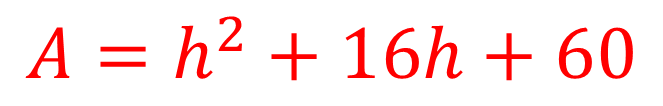 A = h² + 16h + 60